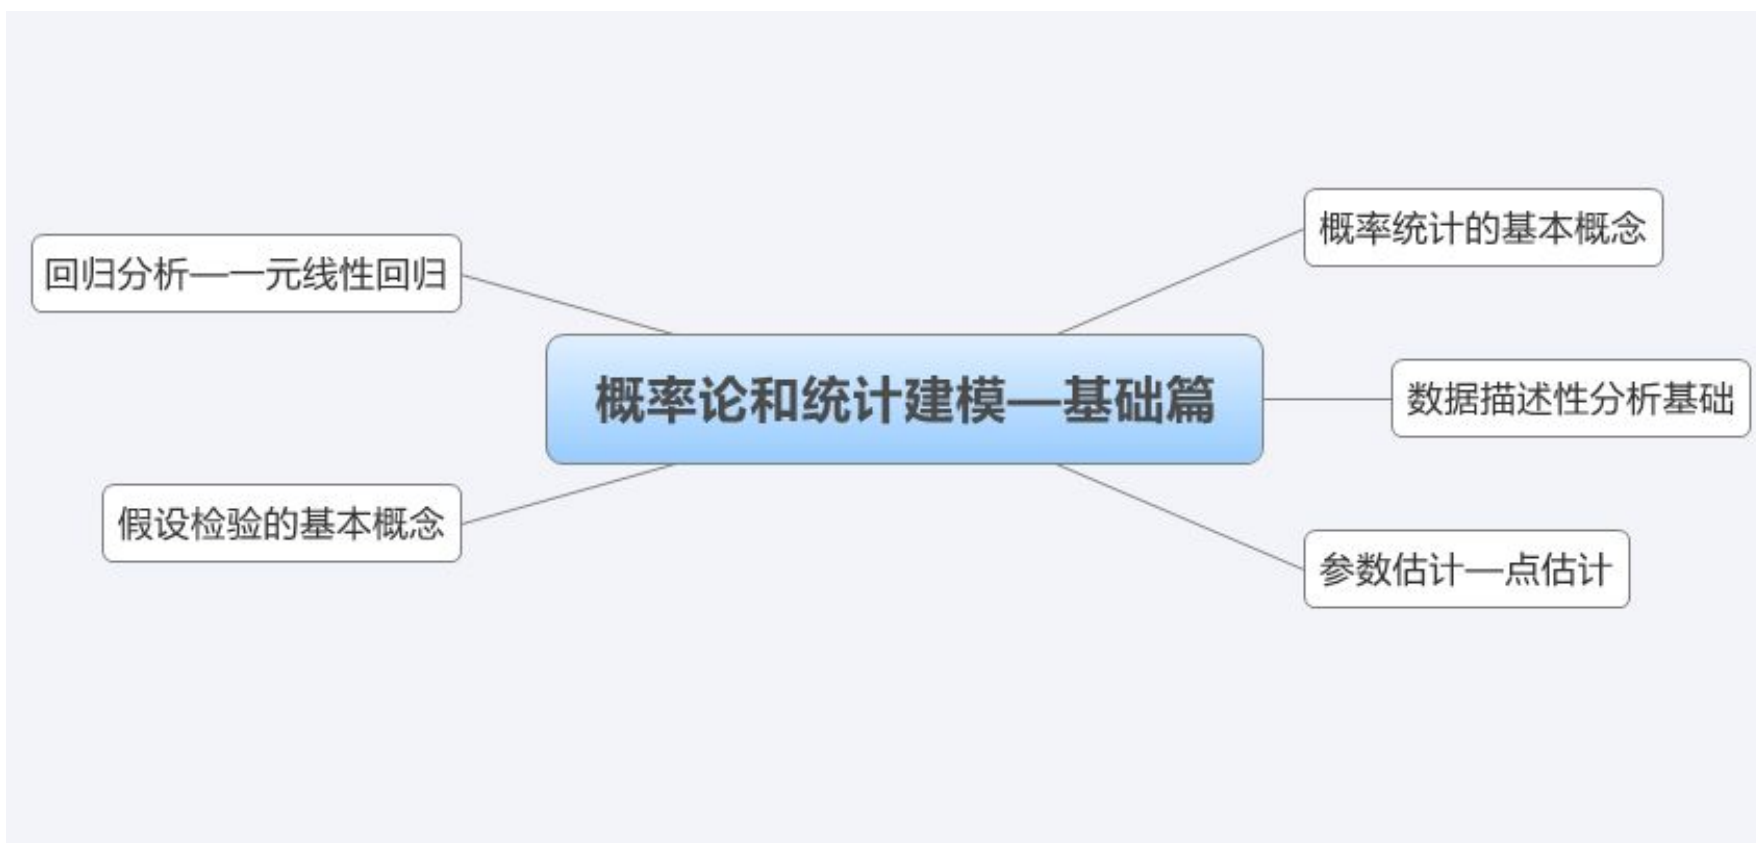 概率论和统计建模—基础篇
概率统计的基本概念
数据描述性分析基础
参数估计—点估计
假设检验的基本概念
回归分析—一元线性回归